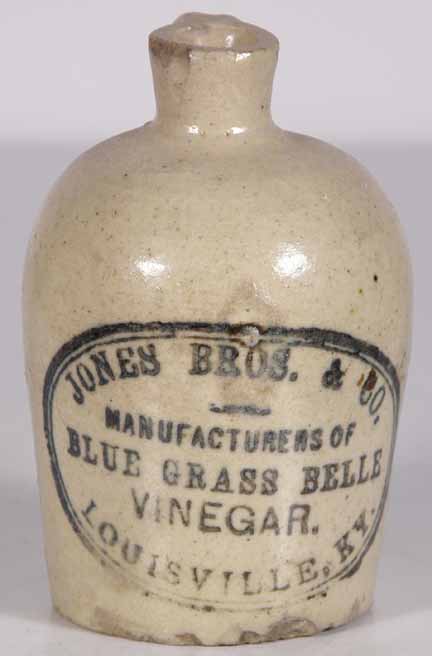 JONES BROS. & CO.
MANUFACTURERS OF
BLUE GRASS BELLE
VINEGAR.
LOUISVILLE, KY.